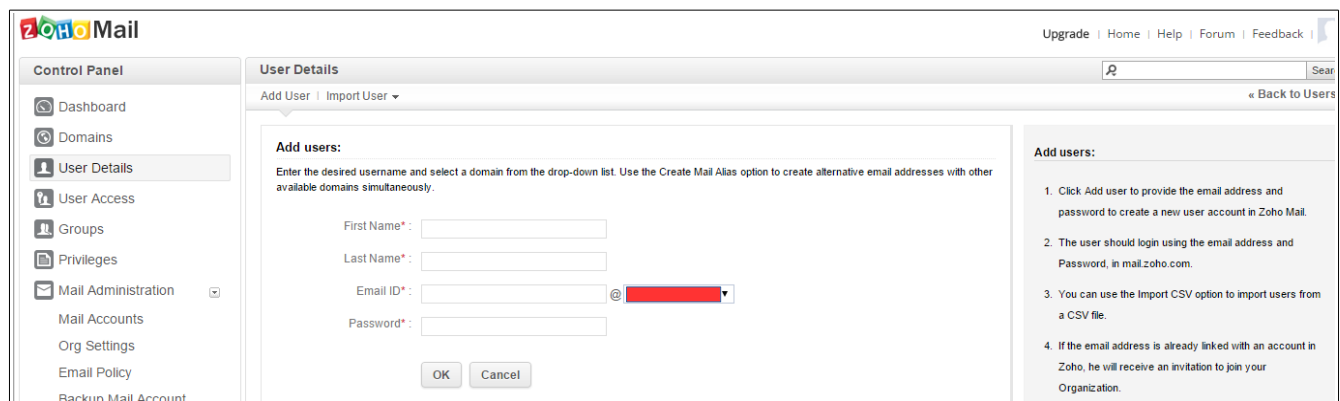 ZOHO Mail
Upgrade | Home | Help | Forum | Feedback |
Control Panel
Dashboard
Domains
User Details
User Access
Groups
Privileges
Mail Administration
Mail Accounts
Org Settings
Email Policy
Backup Mail Account
User Details
Add User | Import User
« Back to Users
Add users:
Enter the desired username and select a domain from the drop-down list. Use the Create Mail Alias option to create alternative email addresses with other
available domains simultaneously.
First Name* :
Last Name* :
Email ID* :
@
Password* :
OK Cancel
Add users:
1. Click Add user to provide the email address and
password to create a new user account in Zoho Mail.
2. The user should login using the email address and
Password, in mail.zoho.com.
3. You can use the Import CSV option to import users from
a CSV file.
4. If the email address is already linked with an account in
Zoho, he will receive an invitation to join your
Organization.